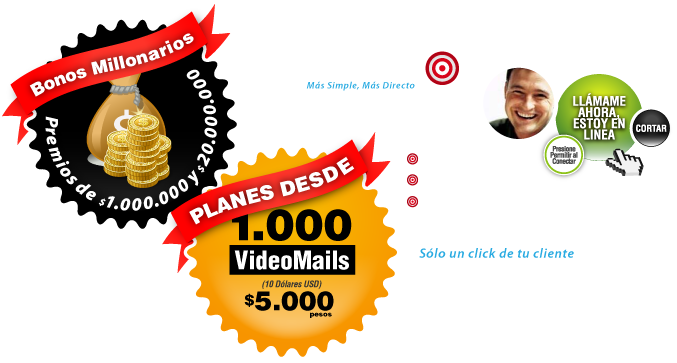 Bonos Millonarios
Premios de $1.000.000 y $20.000.000
Más Simple, Más Directo
LLÁMAME
AHORA,
ESTOY EN
LINEA
CORTAR
Presione
Permitir al
Conectar
PLANES DESDE
1.000
VideoMails
(10 Dólares USD)
$5.000
pesos
Sólo un click de tu cliente